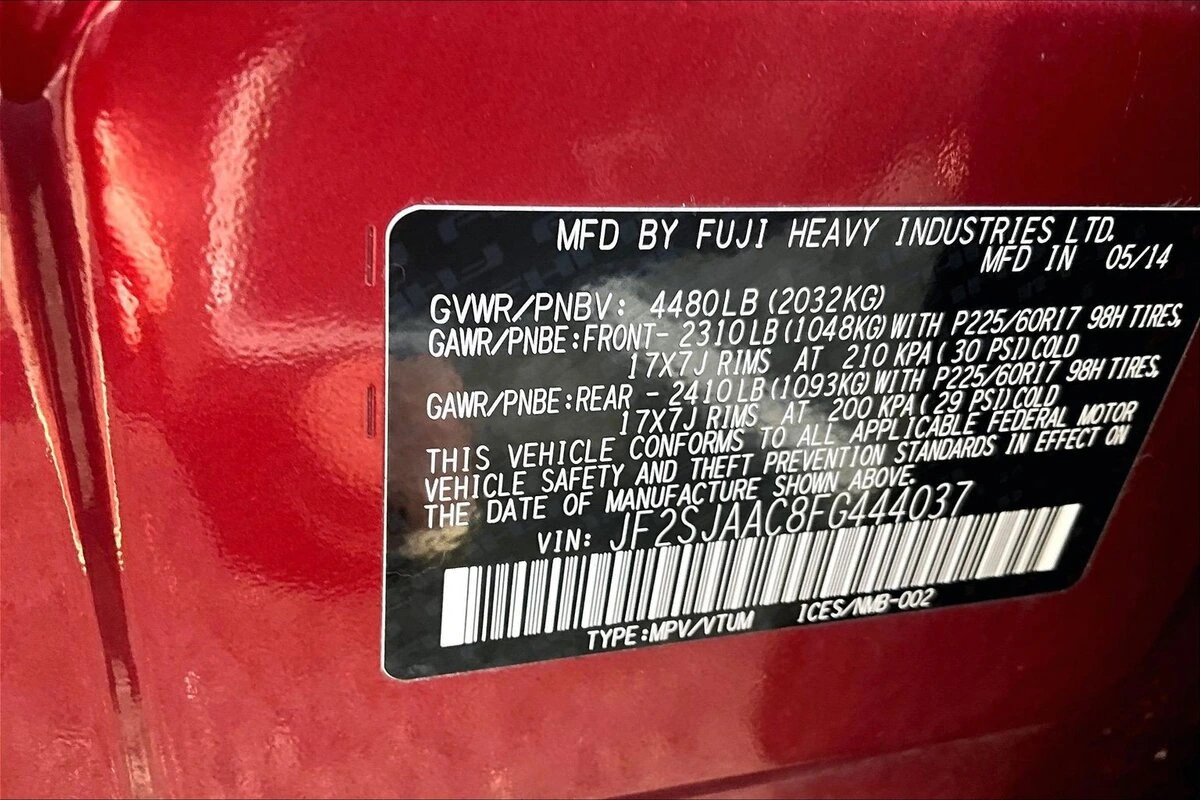 MFD BY FUJI HEAVY INDUSTRIES LTD.
MFD IN 05/14
GVWR/PNBV: 4480LB (2032KG)
GAWR/PNBE:FRONT- 2310LB (1048KG) WITH P225/60R17 98H TIRES,
17X7J RIMS AT 210 KPA( 30 PSI) COLD
GAWR/PNBE:REAR - 2410LB (1093KG) WITH P225/60R17 98H TIRES,
17X7J RIMS AT 200 KPA( 29 PSI) COLD
THIS VEHICLE CONFORMS TO ALL APPLICABLE FEDERAL MOTOR
VEHICLE SAFETY AND THEFT PREVENTION STANDARDS IN EFFECT ON
THE DATE OF MANUFACTURE SHOWN ABOVE.
VIN: JF2SJAAC8FG444037
TYPE:MPV/VTUM ICES/NMB-002